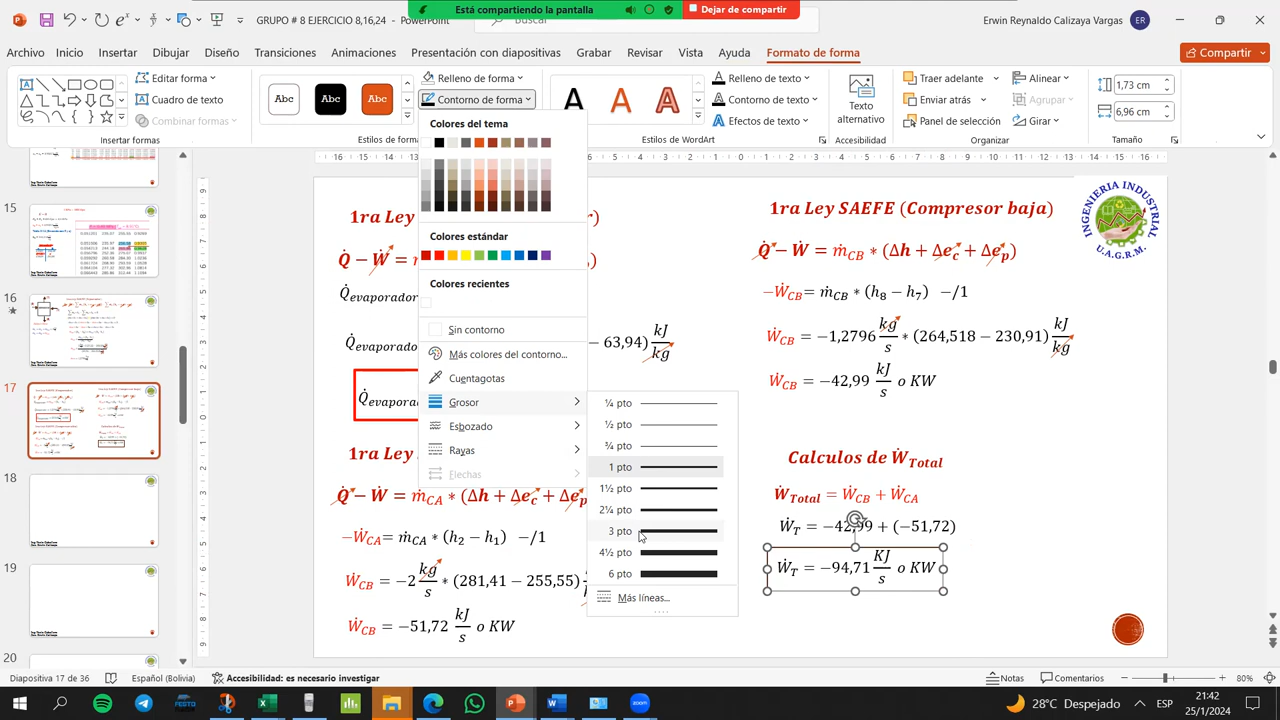 GRUPO # 8 EJERCICIO 8,16,24 - PowerPoint
Está compartiendo la pantalla
Dejar de compartir
Buscar
Erwin Reynaldo Calizaya Vargas
ER
Archivo Inicio Insertar Dibujar Diseño Transiciones Animaciones Presentación con diapositivas Grabar Revisar Vista Ayuda Formato de forma
Compartir
Editar forma
Cuadro de texto
Combinar formas
Insertar formas
Abc Abc Abc
Relleno de forma
Contorno de forma
Estilos de form
A A A
Relleno de texto
Contorno de texto
Efectos de texto
Estilos de WordArt
Texto alternativo
Accesibilidad
Traer adelante
Enviar atrás
Panel de selección
Alinear
Agrupar
Girar
Organizar
1,73 cm
6,96 cm
Tamaño
Colores del tema
Colores estándar
Colores recientes
Sin contorno
Más colores del contorno...
Cuentagotas
Grosor
Esbozado
Rayas
Flechas
¼ pto
½ pto
¾ pto
1 pto
1½ pto
2¼ pto
3 pto
4½ pto
6 pto
Más líneas...
15
16
17
18
19
20
1ra Ley
r)
Q̇ − Ẇ = ṁ
Q̇evaporador
Q̇evaporado
− 63,94) kJ/kg
Q̇evapora
1ra Ley
Q̇ − Ẇ = ṁCA ∗ (Δh + Δec + Δep
−ẆCA = ṁCA ∗ (h2 − h1) −/1
ẆCB = −2 kg/s ∗ (281,41 − 255,55)
ẆCB = −51,72 kJ/s o KW
1ra Ley SAEFE (Compresor baja)
Q̇ − Ẇ = ṁCB ∗ (Δh + Δec + Δep)
−ẆCB = ṁCB ∗ (h8 − h7) −/1
ẆCB = −1,2796 kg/s ∗ (264,518 − 230,91) kJ/kg
ẆCB = −42,99 kJ/s o KW
Calculos de ẆTotal
ẆTotal = ẆCB + ẆCA
ẆT = −42,99 + (−51,72)
ẆT = −94,71 KJ/s o KW
INGENIERIA INDUSTRIAL
U.A.G.R.M.
Diapositiva 17 de 36
Español (Bolivia)
Accesibilidad: es necesario investigar
Notas
Comentarios
80%
FESTO
zoom
28°C Despejado
ESP
21:42
25/1/2024